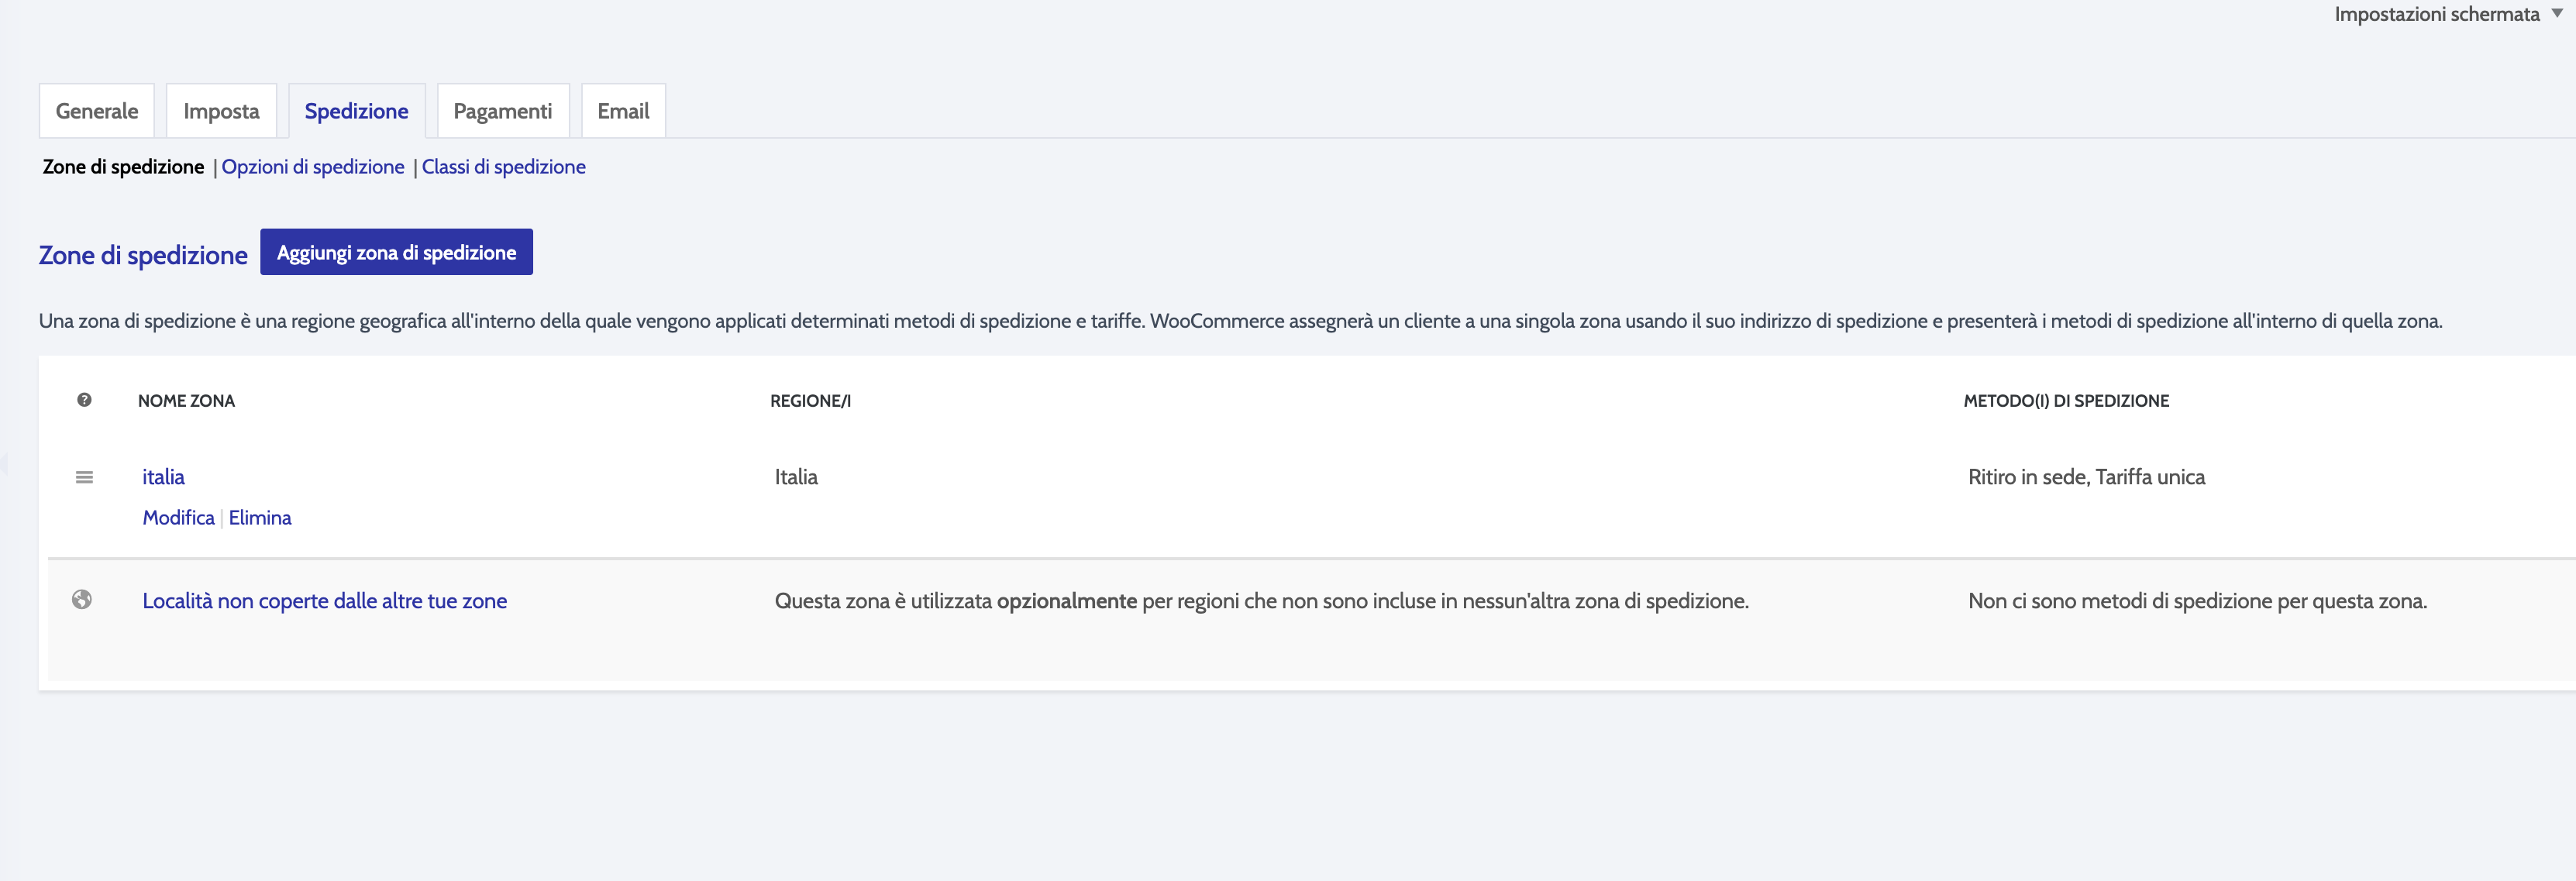 Impostazioni schermata
Generale Imposta Spedizione Pagamenti Email
Zone di spedizione | Opzioni di spedizione | Classi di spedizione
Zone di spedizione Aggiungi zona di spedizione
Una zona di spedizione è una regione geografica all'interno della quale vengono applicati determinati metodi di spedizione e tariffe. WooCommerce assegnerà un cliente a una singola zona usando il suo indirizzo di spedizione e presenterà i metodi di spedizione all'interno di quella zona.
NOME ZONA REGIONE/I METODO(I) DI SPEDIZIONE
italia Italia Ritiro in sede, Tariffa unica
Modifica | Elimina
Località non coperte dalle altre tue zone Questa zona è utilizzata opzionalmente per regioni che non sono incluse in nessun'altra zona di spedizione. Non ci sono metodi di spedizione per questa zona.